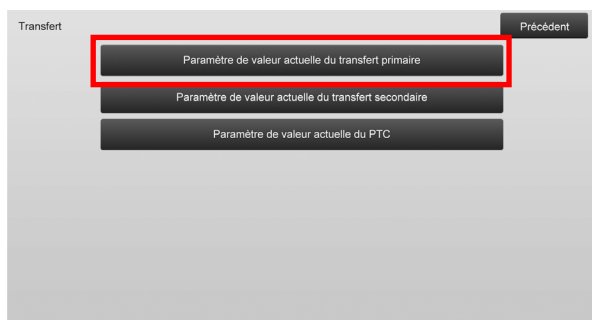 Transfert
Précédent
Paramètre de valeur actuelle du transfert primaire
Paramètre de valeur actuelle du transfert secondaire
Paramètre de valeur actuelle du PTC